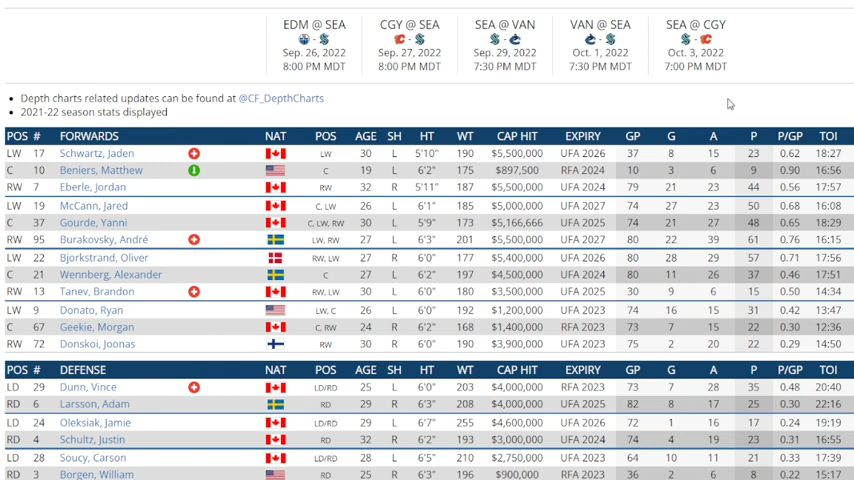 EDM @ SEA CGY @ SEA SEA @ VAN VAN @ SEA SEA @ CGY
Sep. 26, 2022 Sep. 27, 2022 Sep. 29, 2022 Oct. 1, 2022 Oct. 3, 2022
8:00 PM MDT 8:00 PM MDT 7:30 PM MDT 7:30 PM MDT 7:00 PM MDT
• Depth charts related updates can be found at @CF_DepthCharts
• 2021-22 season stats displayed
POS # FORWARDS NAT POS AGE SH HT WT CAP HIT EXPIRY GP G A P P/GP TOI
LW 17 Schwartz, Jaden LW 30 L 5'10" 190 $5,500,000 UFA 2026 37 8 15 23 0.62 18:27
C 10 Beniers, Matthew C 19 L 6'2" 175 $897,500 RFA 2024 10 3 6 9 0.90 16:56
RW 7 Eberle, Jordan RW 32 R 5'11" 187 $5,500,000 UFA 2024 79 21 23 44 0.56 17:57
LW 19 McCann, Jared C, LW 26 L 6'1" 185 $5,000,000 UFA 2027 74 27 23 50 0.68 16:08
C 37 Gourde, Yanni C, LW, RW 30 L 5'9" 173 $5,166,666 UFA 2025 74 21 27 48 0.65 18:29
RW 95 Burakovsky, André LW, RW 27 L 6'3" 201 $5,500,000 UFA 2027 80 22 39 61 0.76 16:15
LW 22 Bjorkstrand, Oliver RW, LW 27 R 6'0" 177 $5,400,000 UFA 2026 80 28 29 57 0.71 17:56
C 21 Wennberg, Alexander C 27 L 6'2" 197 $4,500,000 UFA 2024 80 11 26 37 0.46 17:51
RW 13 Tanev, Brandon RW, LW 30 L 6'0" 180 $3,500,000 UFA 2025 30 9 6 15 0.50 14:34
LW 9 Donato, Ryan LW, C 26 L 6'0" 192 $1,200,000 UFA 2023 74 16 15 31 0.42 13:47
C 67 Geekie, Morgan C, RW 24 R 6'2" 168 $1,400,000 RFA 2023 73 7 15 22 0.30 12:36
RW 72 Donskoi, Joonas RW 30 R 6'0" 190 $3,900,000 UFA 2023 75 2 20 22 0.29 14:50
POS # DEFENSE NAT POS AGE SH HT WT CAP HIT EXPIRY GP G A P P/GP TOI
LD 29 Dunn, Vince LD/RD 25 L 6'0" 203 $4,000,000 RFA 2023 73 7 28 35 0.48 20:40
RD 6 Larsson, Adam RD 29 R 6'3" 208 $4,000,000 UFA 2025 82 8 17 25 0.30 22:16
LD 24 Oleksiak, Jamie LD/RD 29 L 6'7" 255 $4,600,000 UFA 2026 72 1 16 17 0.24 19:19
RD 4 Schultz, Justin RD 32 R 6'2" 193 $3,000,000 UFA 2024 74 4 19 23 0.31 16:55
LD 28 Soucy, Carson LD/RD 28 L 6'5" 210 $2,750,000 UFA 2023 64 10 11 21 0.33 17:39
RD 3 Borgen, William RD 25 R 6'3" 196 $900,000 RFA 2023 36 2 6 8 0.22 15:17